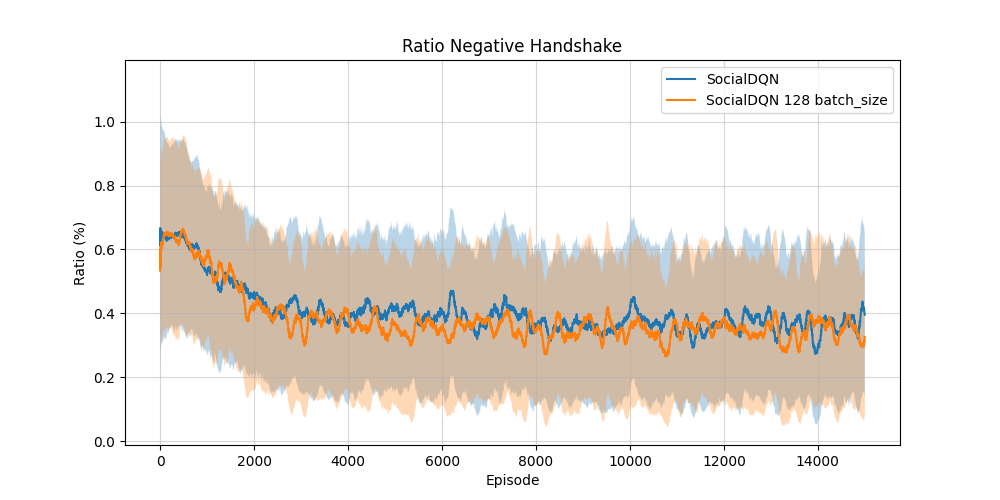 Ratio Negative Handshake
SocialDQN
SocialDQN 128 batch_size
Ratio (%)
1.0
0.8
0.6
0.4
0.2
0.0
0 2000 4000 6000 8000 10000 12000 14000
Episode